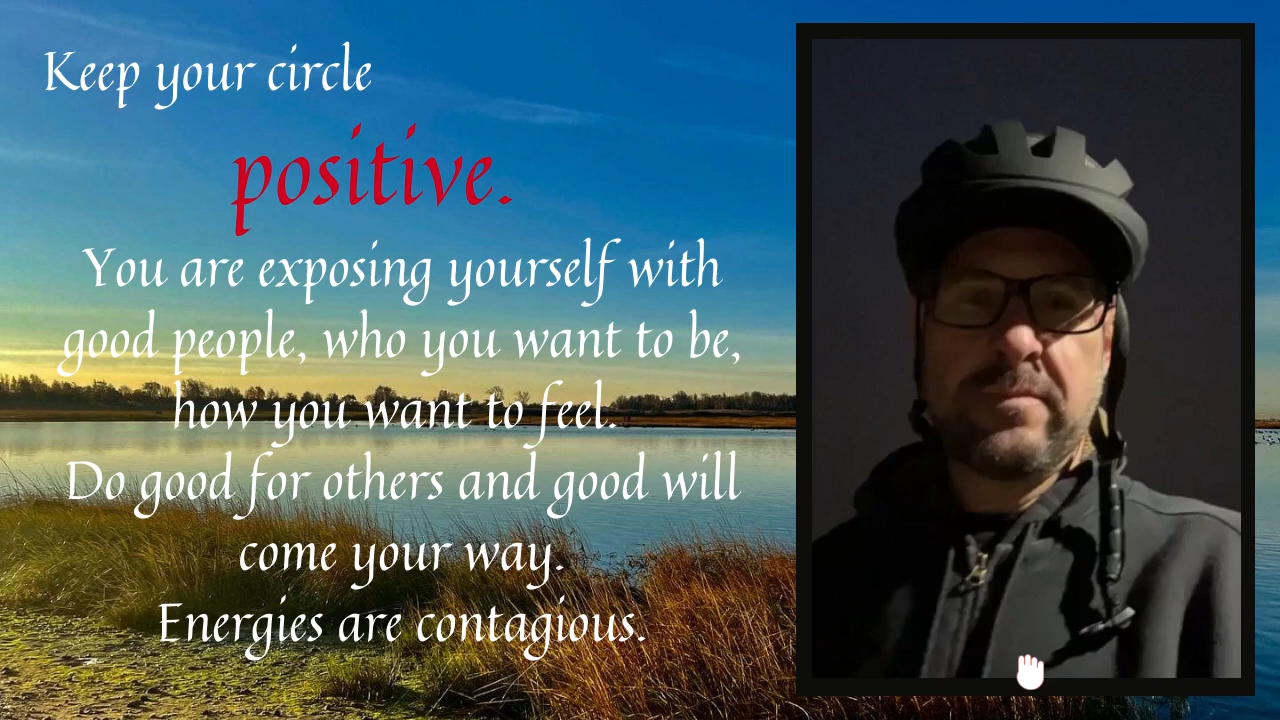 Keep your circle
positive.
You are exposing yourself with
good people, who you want to be,
how you want to feel.
Do good for others and good will
come your way.
Energies are contagious.